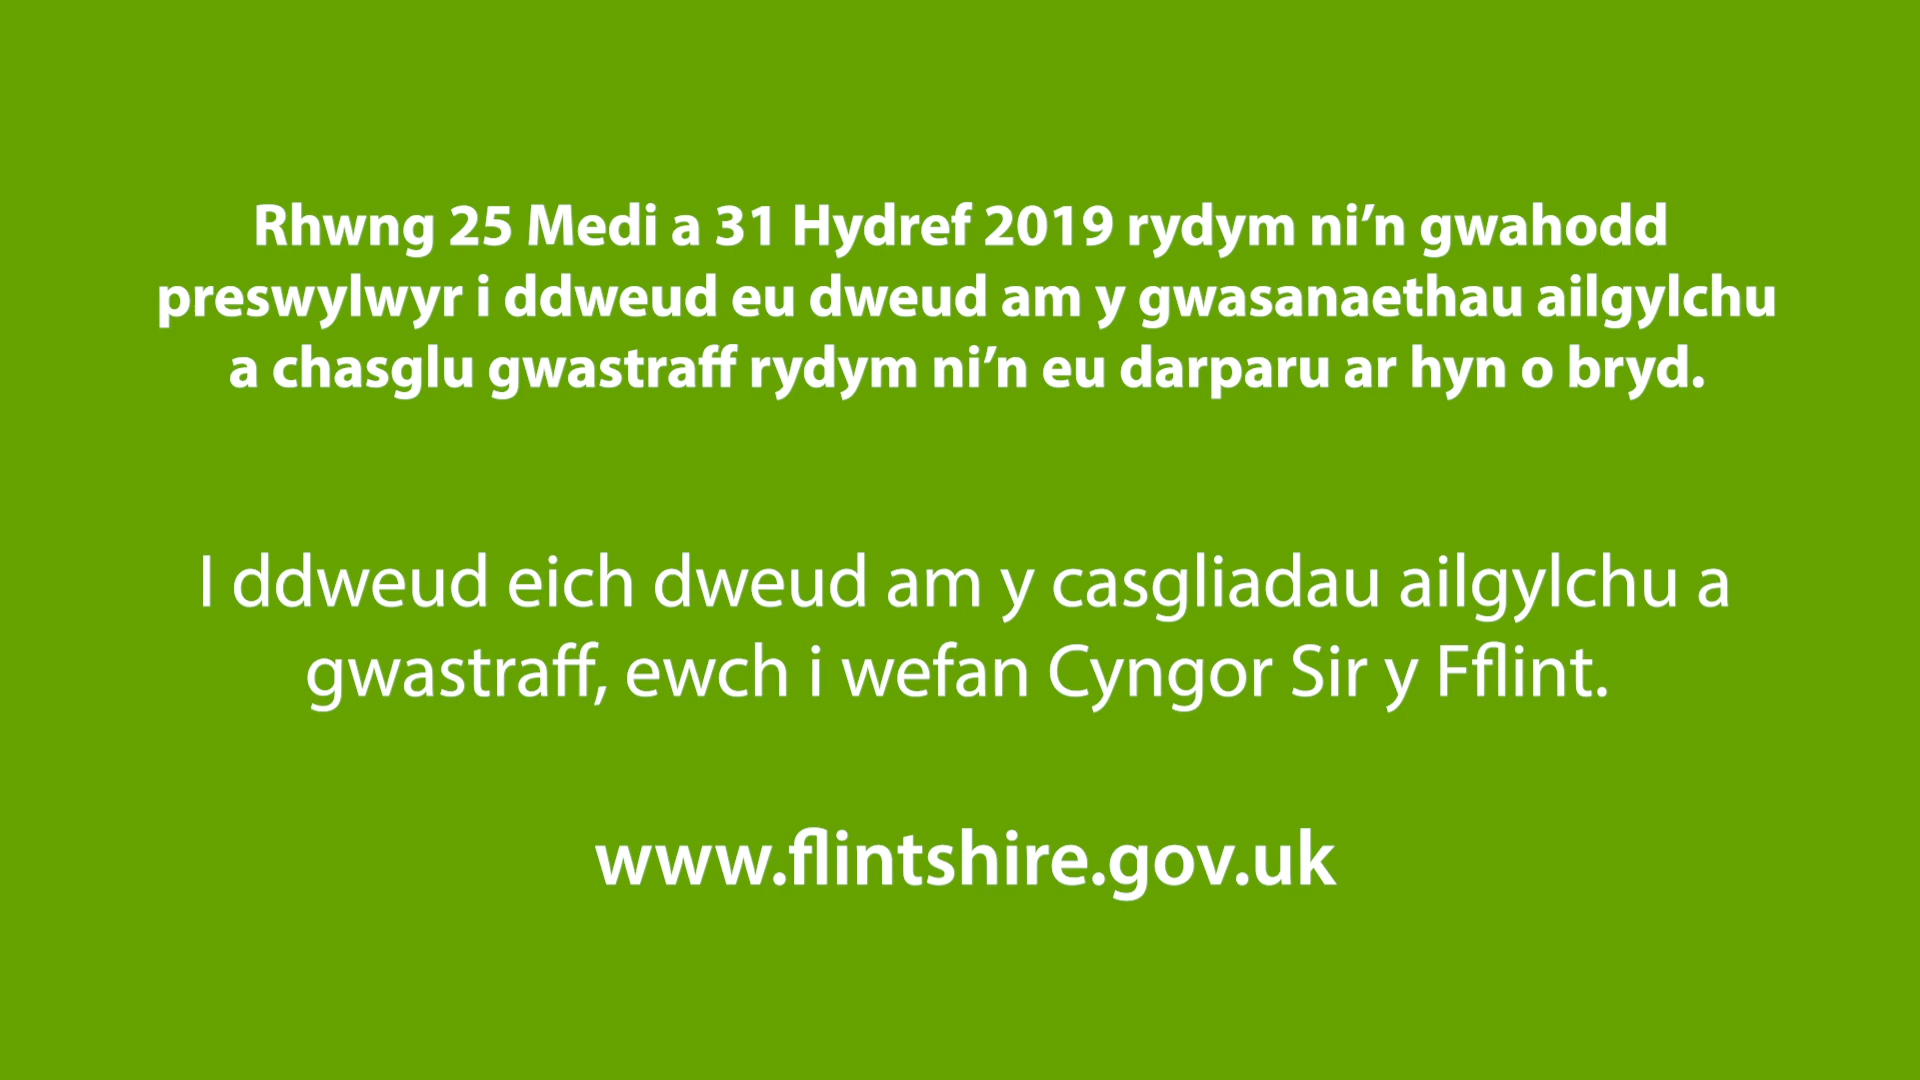 Rhwng 25 Medi a 31 Hydref 2019 rydym ni’n gwahodd
preswylwyr i ddweud eu dweud am y gwasanaethau ailgylchu
a chasglu gwastraff rydym ni’n eu darparu ar hyn o bryd.
I ddweud eich dweud am y casgliadau ailgylchu a
gwastraff, ewch i wefan Cyngor Sir y Fflint.
www.flintshire.gov.uk